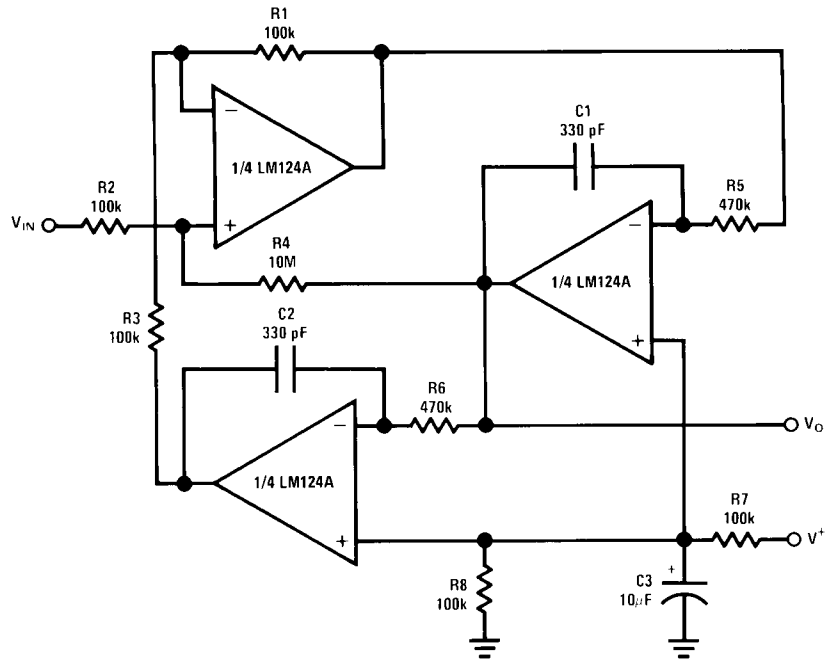 R1
100k
−
1/4 LM124A
+
R2
100k
VIN
R4
10M
C1
330 pF
R5
470k
−
1/4 LM124A
+
R3
100k
C2
330 pF
R6
470k
−
1/4 LM124A
+
VO
R7
100k
V+
R8
100k
+
C3
10µF